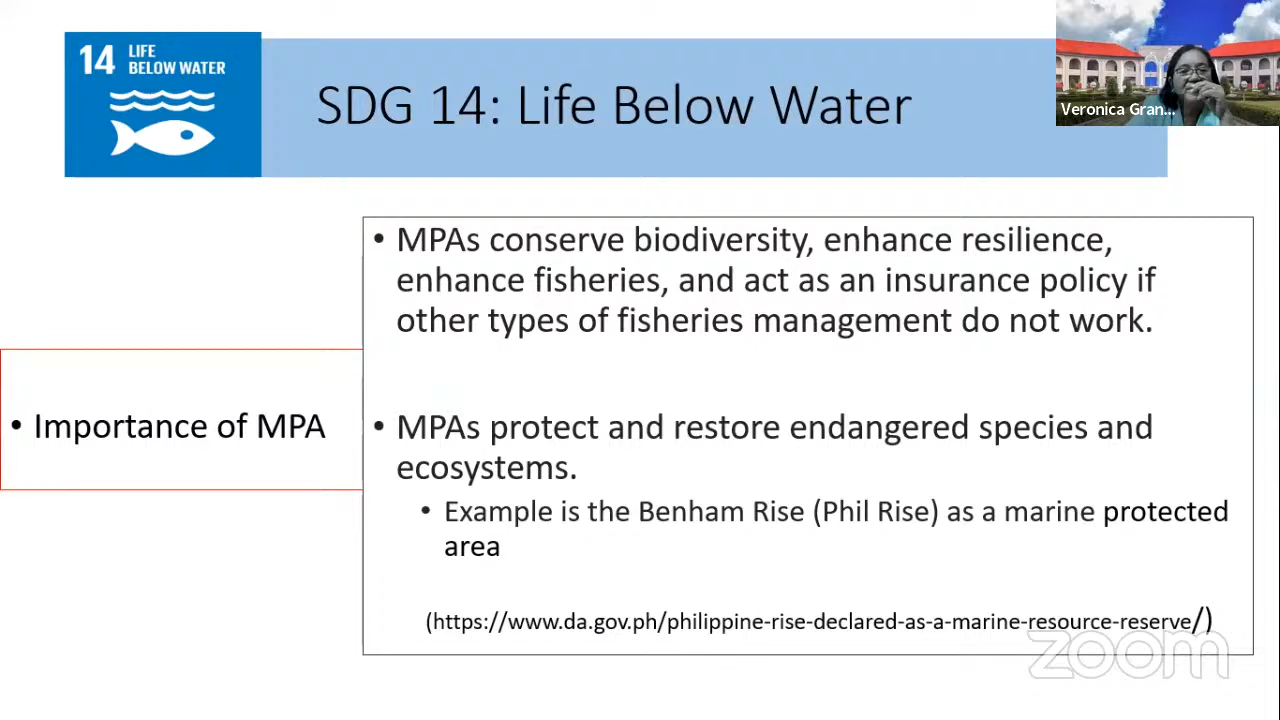 14 LIFE
BELOW WATER
SDG 14: Life Below Water
Veronica Gran...
• Importance of MPA
• MPAs conserve biodiversity, enhance resilience,
enhance fisheries, and act as an insurance policy if
other types of fisheries management do not work.
• MPAs protect and restore endangered species and
ecosystems.
• Example is the Benham Rise (Phil Rise) as a marine protected
area
(https://www.da.gov.ph/philippine-rise-declared-as-a-marine-resource-reserve/)
zoom